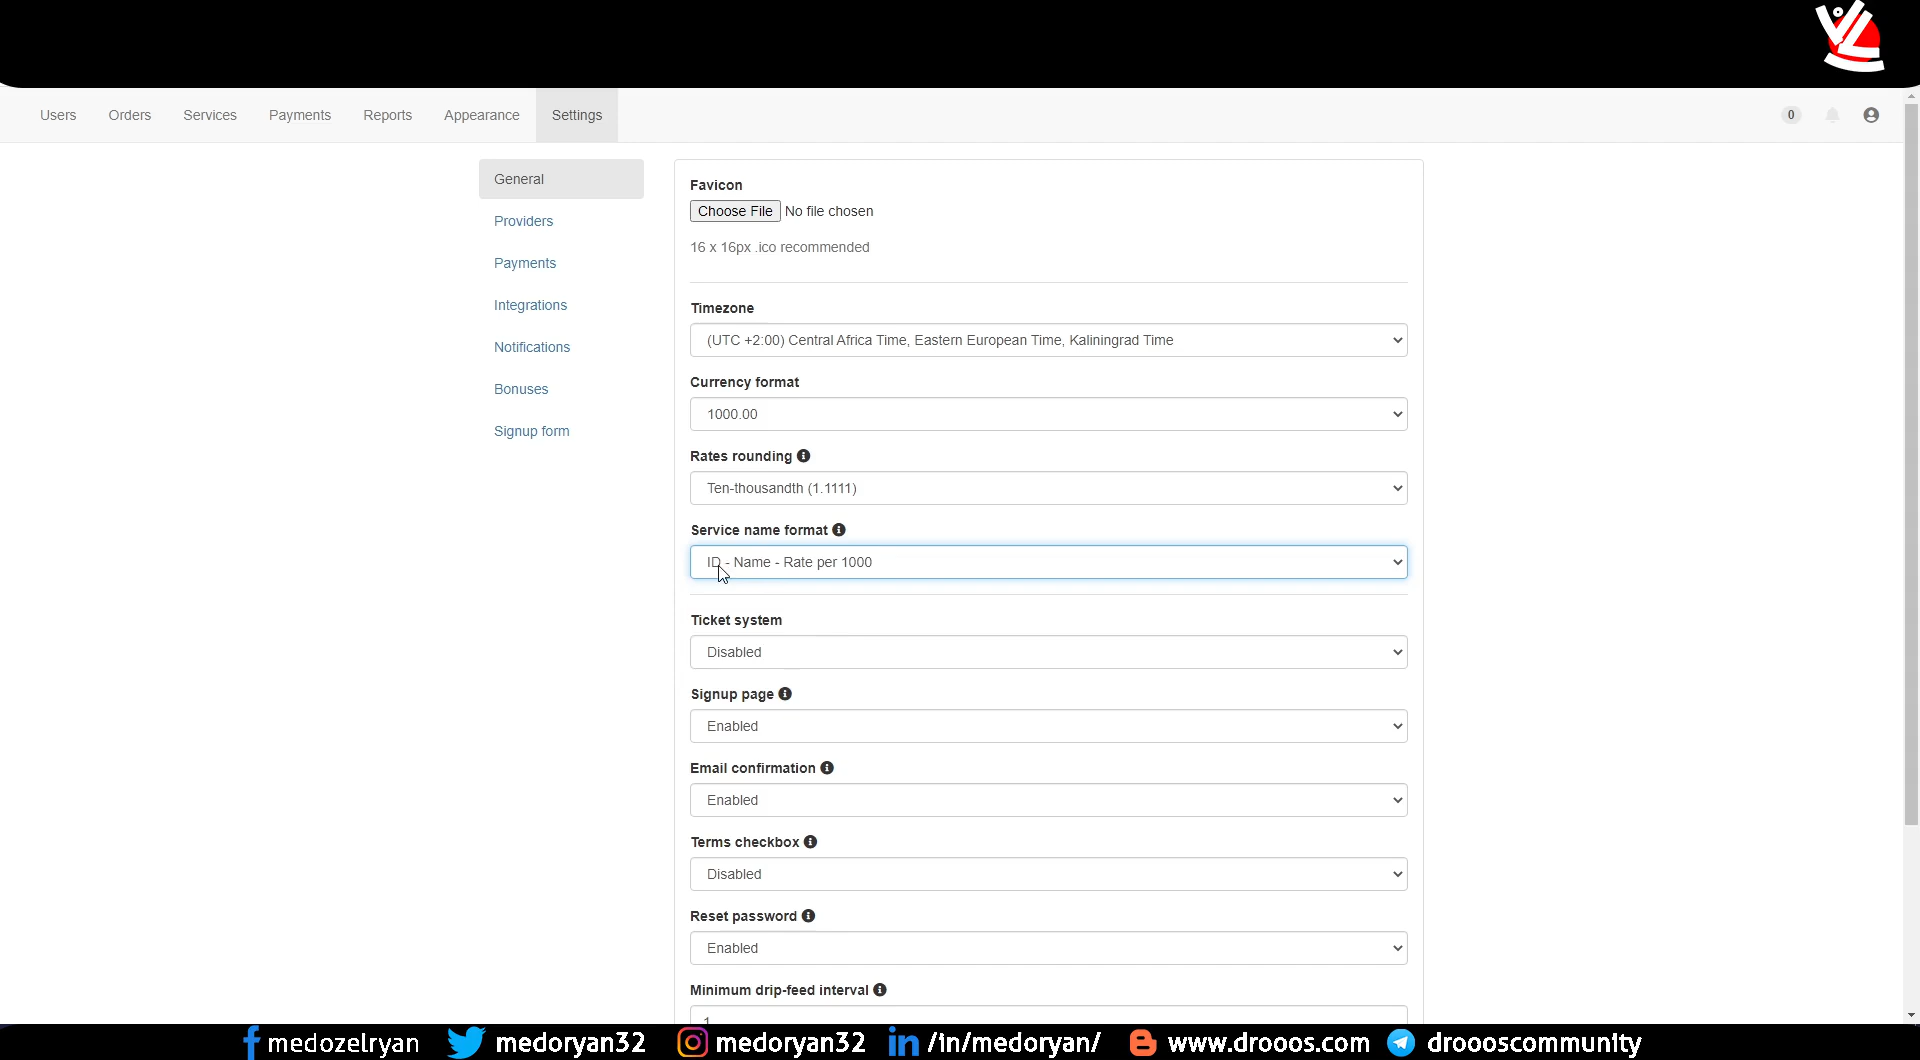 Users Orders Services Payments Reports Appearance Settings 0
General
Providers
Payments
Integrations
Notifications
Bonuses
Signup form
Favicon
Choose File No file chosen
16 x 16px .ico recommended
Timezone
(UTC +2:00) Central Africa Time, Eastern European Time, Kaliningrad Time
Currency format
1000.00
Rates rounding
Ten-thousandth (1.1111)
Service name format
ID - Name - Rate per 1000
Ticket system
Disabled
Signup page
Enabled
Email confirmation
Enabled
Terms checkbox
Disabled
Reset password
Enabled
Minimum drip-feed interval
1
medozelryan medoryan32 medoryan32 /in/medoryan/ www.drooos.com droooscommunity